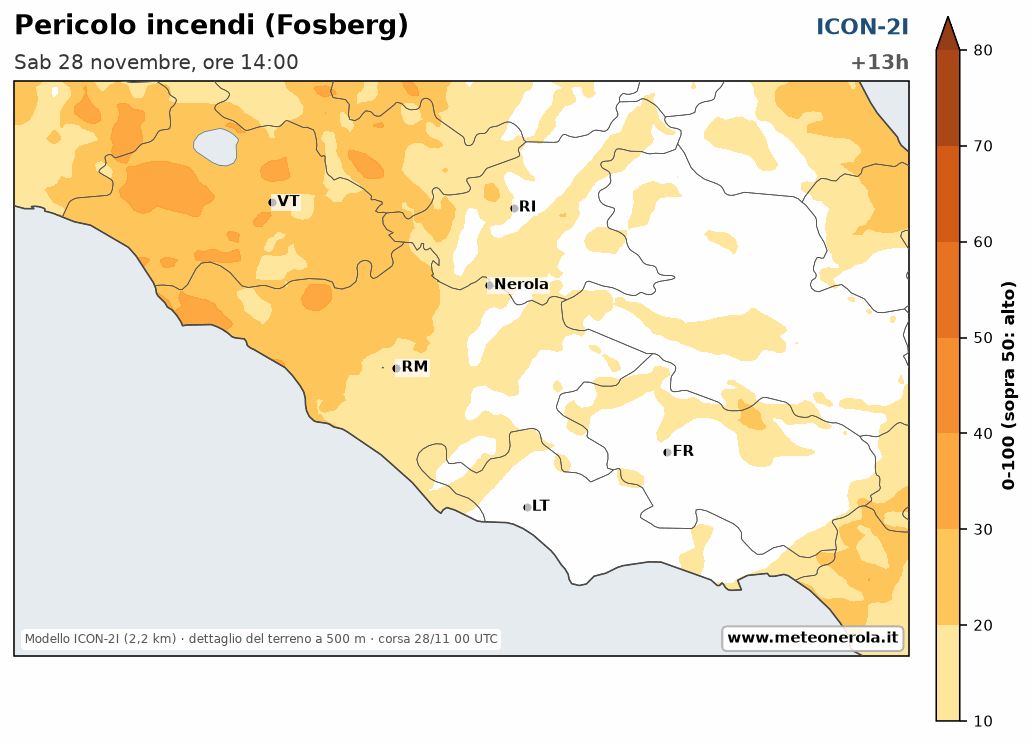 Pericolo incendi (Fosberg)
ICON-2I
Sab 28 novembre, ore 14:00
+13h
80
70
60
50
40
30
20
10
0-100 (sopra 50: alto)
VT
RI
Nerola
RM
FR
LT
Modello ICON-2I (2,2 km) · dettaglio del terreno a 500 m · corsa 28/11 00 UTC
www.meteonerola.it